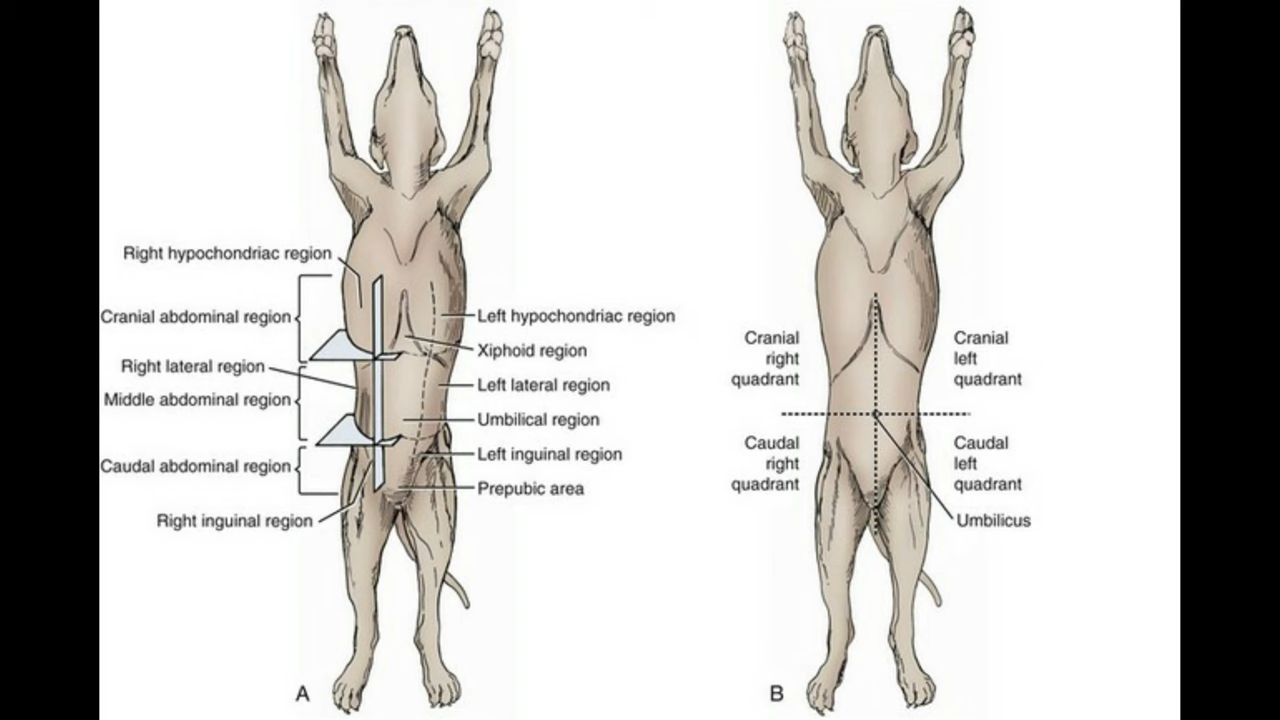 Right hypochondriac region
Cranial abdominal region
Right lateral region
Middle abdominal region
Caudal abdominal region
Right inguinal region
Left hypochondriac region
Xiphoid region
Left lateral region
Umbilical region
Left inguinal region
Prepubic area
A
Cranial
right
quadrant
Cranial
left
quadrant
Caudal
right
quadrant
Caudal
left
quadrant
Umbilicus
B